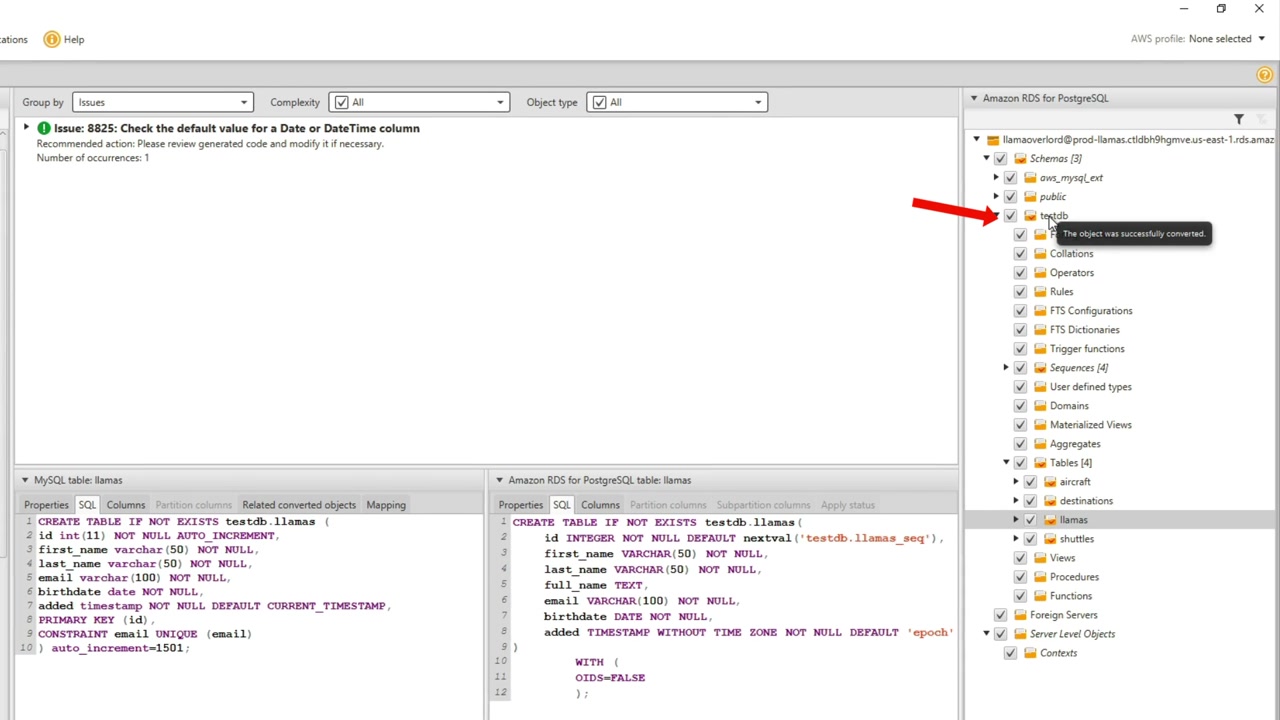 ations
Help
AWS profile: None selected
Group by
Issues
Complexity
All
Object type
All
Issue: 8825: Check the default value for a Date or DateTime column
Recommended action: Please review generated code and modify it if necessary.
Number of occurrences: 1
MySQL table: llamas
Properties SQL Columns Partition columns Related converted objects Mapping
1 CREATE TABLE IF NOT EXISTS testdb.llamas (
2 id int(11) NOT NULL AUTO_INCREMENT,
3 first_name varchar(50) NOT NULL,
4 last_name varchar(50) NOT NULL,
5 email varchar(100) NOT NULL,
6 birthdate date NOT NULL,
7 added timestamp NOT NULL DEFAULT CURRENT_TIMESTAMP,
8 PRIMARY KEY (id),
9 CONSTRAINT email UNIQUE (email)
10 ) auto_increment=1501;
Amazon RDS for PostgreSQL table: llamas
Properties SQL Columns Partition columns Subpartition columns Apply status
1 CREATE TABLE IF NOT EXISTS testdb.llamas(
2 id INTEGER NOT NULL DEFAULT nextval('testdb.llamas_seq'),
3 first_name VARCHAR(50) NOT NULL,
4 last_name VARCHAR(50) NOT NULL,
5 full_name TEXT,
6 email VARCHAR(100) NOT NULL,
7 birthdate DATE NOT NULL,
8 added TIMESTAMP WITHOUT TIME ZONE NOT NULL DEFAULT 'epoch'
9 )
10 WITH (
11 OIDS=FALSE
12 );
Amazon RDS for PostgreSQL
llamaoverlord@prod-llamas.ctldbh9hgmve.us-east-1.rds.amaz
Schemas [3]
aws_mysql_ext
public
testdb
The object was successfully converted.
Collations
Operators
Rules
FTS Configurations
FTS Dictionaries
Trigger functions
Sequences [4]
User defined types
Domains
Materialized Views
Aggregates
Tables [4]
aircraft
destinations
llamas
shuttles
Views
Procedures
Functions
Foreign Servers
Server Level Objects
Contexts